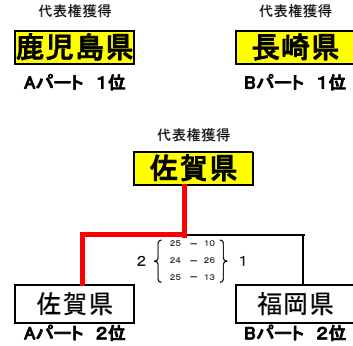 代表権獲得 代表権獲得
鹿児島県 長崎県
Aパート 1位 Bパート 1位
代表権獲得
佐賀県
25 － 10
2 { 24 － 26 } 1
25 － 13
佐賀県 福岡県
Aパート 2位 Bパート 2位